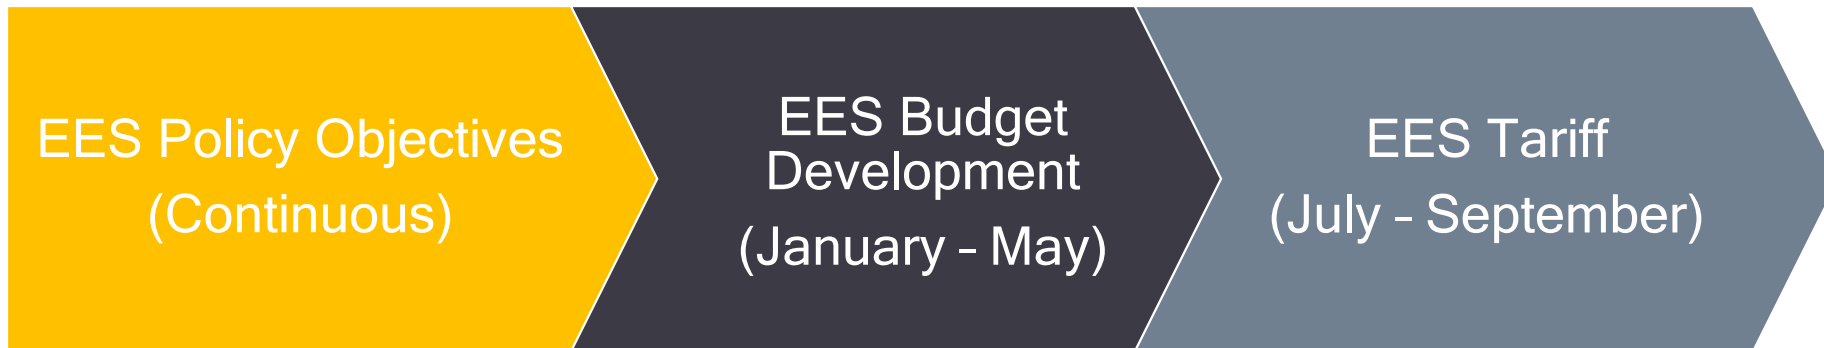 EES Policy Objectives
(Continuous)
EES Budget
Development
(January – May)
EES Tariff
(July – September)